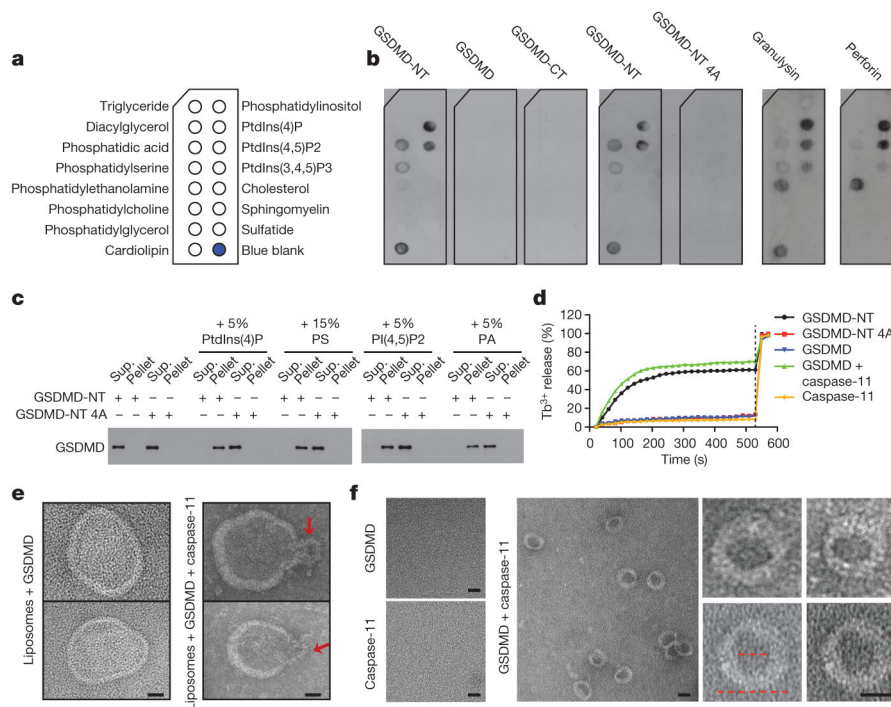 a
Triglyceride
Diacylglycerol
Phosphatidic acid
Phosphatidylserine
Phosphatidylethanolamine
Phosphatidylcholine
Phosphatidylglycerol
Cardiolipin
Phosphatidylinositol
PtdIns(4)P
PtdIns(4,5)P2
PtdIns(3,4,5)P3
Cholesterol
Sphingomyelin
Sulfatide
Blue blank
b
GSDMD-NT
GSDMD
GSDMD-CT
GSDMD-NT
GSDMD-NT 4A
Granulysin
Perforin
c
+ 5%
PtdIns(4)P
+ 15%
PS
+ 5%
PI(4,5)P2
+ 5%
PA
Sup. Pellet Sup. Pellet Sup. Pellet Sup. Pellet Sup. Pellet Sup. Pellet Sup. Pellet Sup. Pellet Sup. Pellet Sup. Pellet
GSDMD-NT + + − − + + − − + + − − + + − − + + − −
GSDMD-NT 4A − − + + − − + + − − + + − − + + − − + +
GSDMD
d
Tb3+ release (%)
120
100
80
60
40
20
0
0 100 200 300 400 500 600
Time (s)
GSDMD-NT
GSDMD-NT 4A
GSDMD
GSDMD +
caspase-11
Caspase-11
e
Liposomes + GSDMD
Liposomes + GSDMD + caspase-11
f
GSDMD
Caspase-11
GSDMD + caspase-11